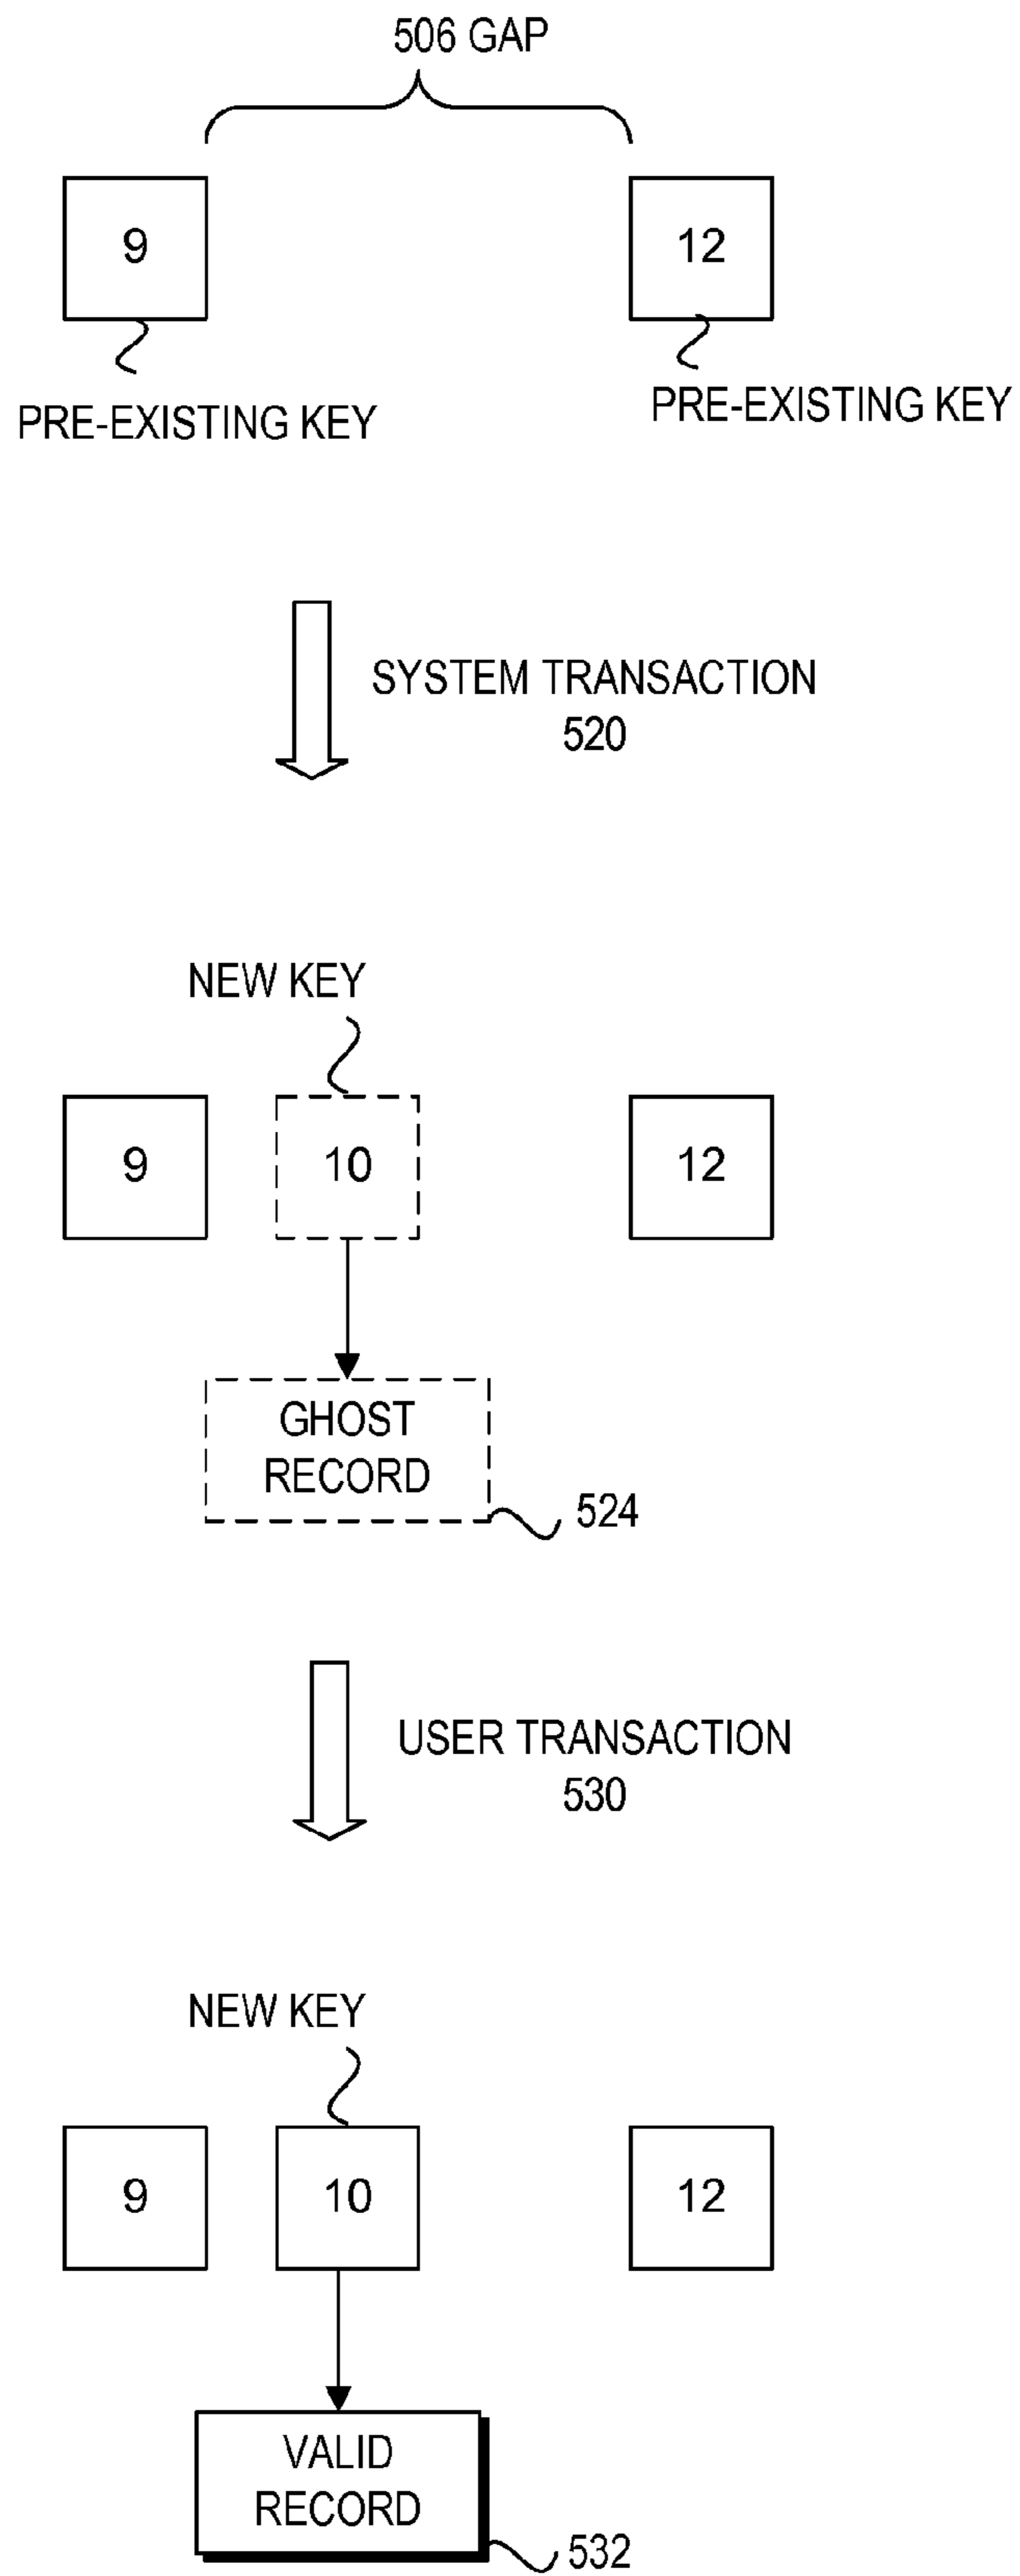 506 GAP
9
12
PRE-EXISTING KEY
PRE-EXISTING KEY
SYSTEM TRANSACTION
520
NEW KEY
9
10
12
GHOST
RECORD
524
USER TRANSACTION
530
NEW KEY
9
10
12
VALID
RECORD
532